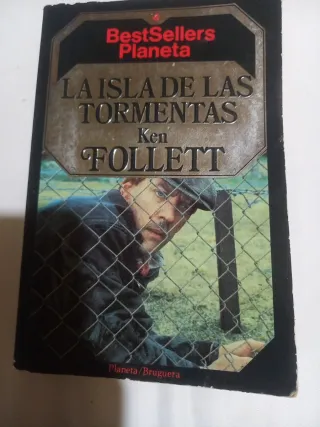 BestSellers
Planeta
LA ISLA DE LAS
TORMENTAS
Ken
FOLLETT
Planeta/Bruguera